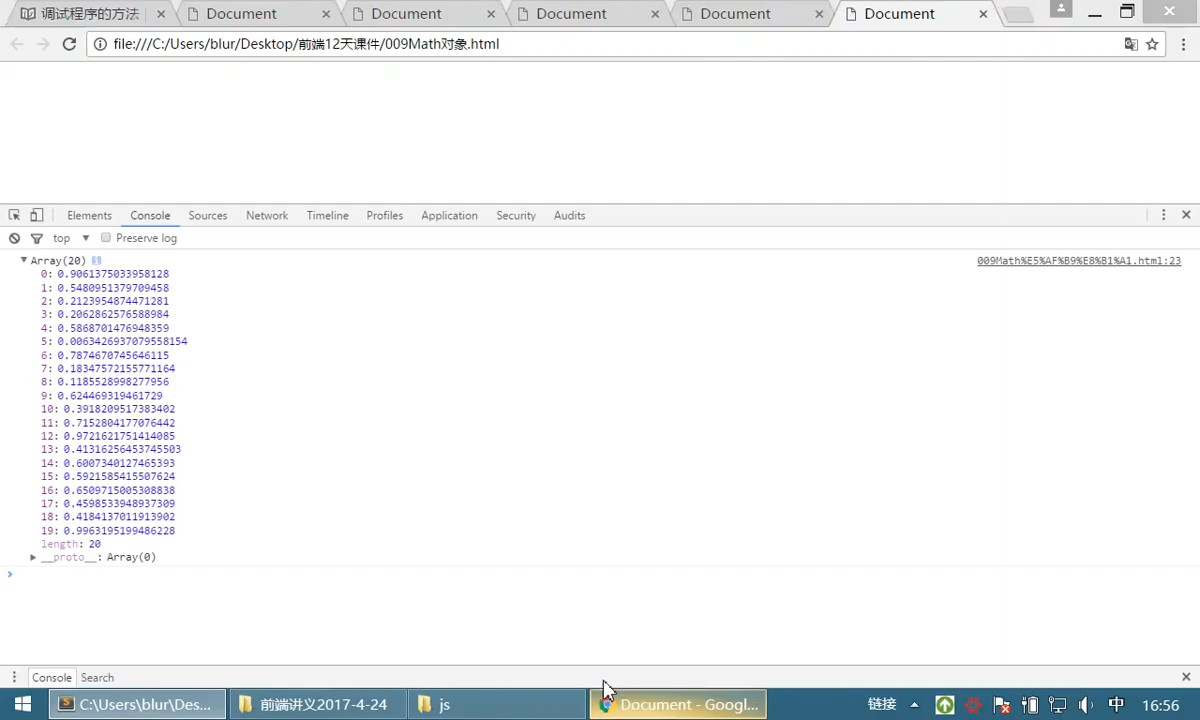 调试程序的方法 Document Document Document Document Document
file:///C:/Users/blur/Desktop/前端12天课件/009Math对象.html
Elements Console Sources Network Timeline Profiles Application Security Audits
top Preserve log
Array(20) 009Math%E5%AF%B9%E8%B1%A1.html:23
0: 0.9061375033958128
1: 0.5480951379709458
2: 0.2123954874471281
3: 0.2062862576588984
4: 0.5868701476948359
5: 0.0063426937079558154
6: 0.7874670745646115
7: 0.18347572155771164
8: 0.1185528998277956
9: 0.624469319461729
10: 0.3918209517383402
11: 0.7152804177076442
12: 0.9721621751414085
13: 0.41316256453745503
14: 0.6007340127465393
15: 0.5921585415507624
16: 0.6509715005308838
17: 0.4598533948937309
18: 0.4184137011913902
19: 0.9963195199486228
length: 20
__proto__: Array(0)
Console Search
C:\Users\blur\Des... 前端讲义2017-4-24 js Document - Googl... 链接 中 16:56